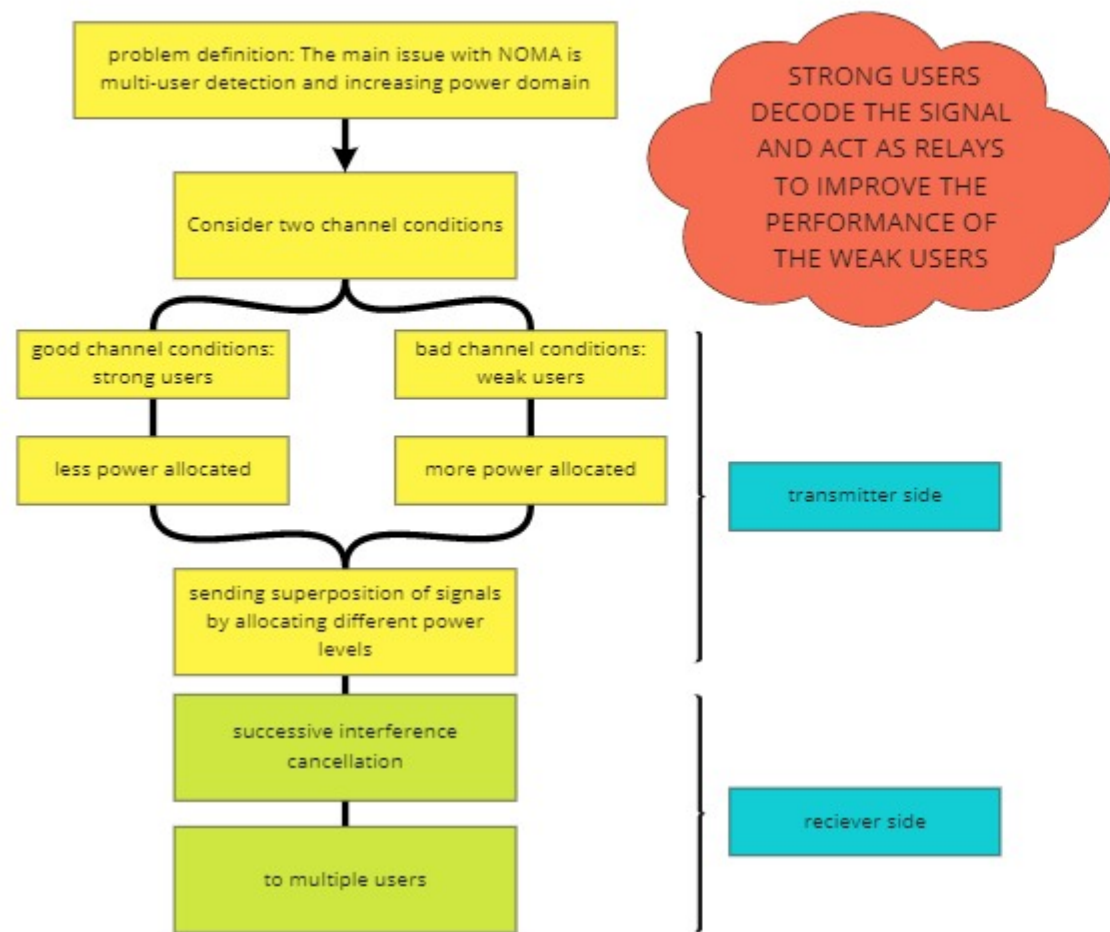 problem definition: The main issue with NOMA is
multi-user detection and increasing power domain
STRONG USERS
DECODE THE SIGNAL
AND ACT AS RELAYS
TO IMPROVE THE
PERFORMANCE OF
THE WEAK USERS
Consider two channel conditions
good channel conditions:
strong users
bad channel conditions:
weak users
less power allocated
more power allocated
transmitter side
sending superposition of signals
by allocating different power
levels
successive interference
cancellation
reciever side
to multiple users